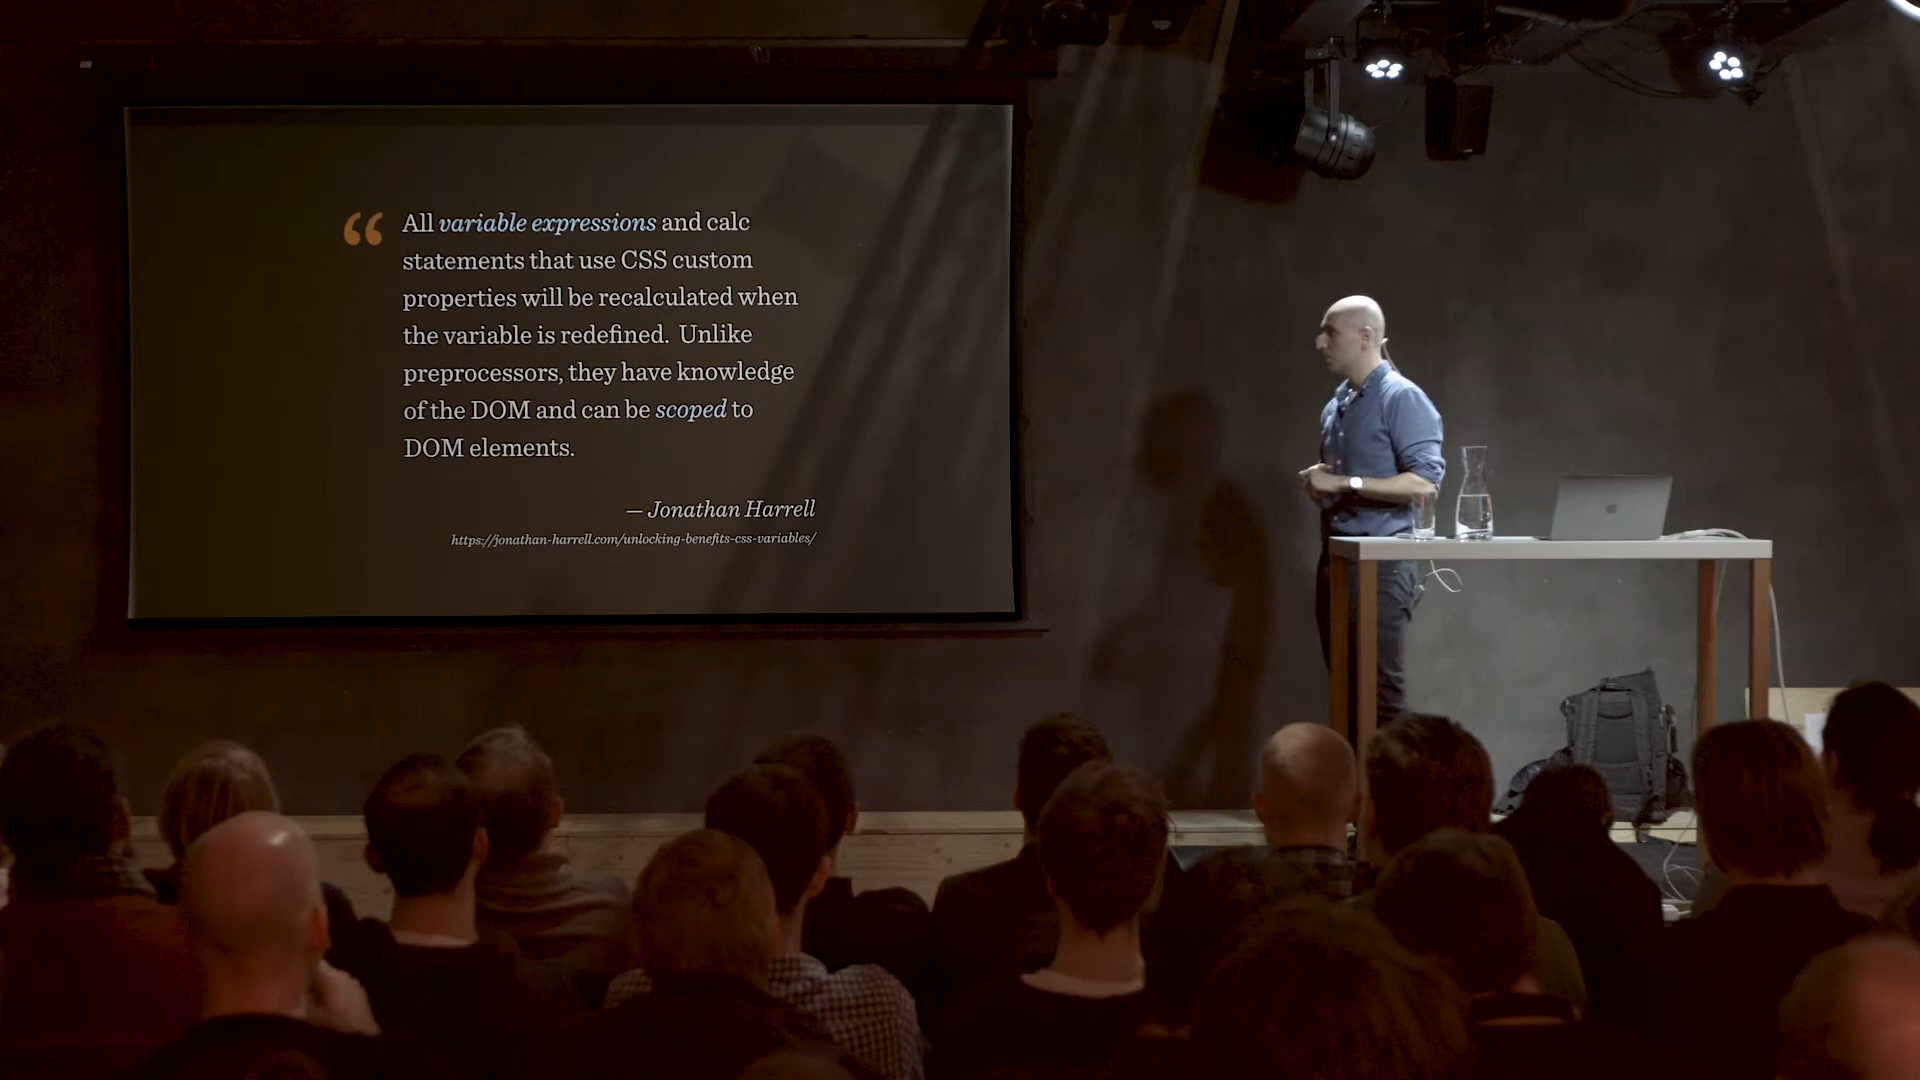 “ All variable expressions and calc
statements that use CSS custom
properties will be recalculated when
the variable is redefined. Unlike
preprocessors, they have knowledge
of the DOM and can be scoped to
DOM elements.
— Jonathan Harrell
https://jonathan-harrell.com/unlocking-benefits-css-variables/